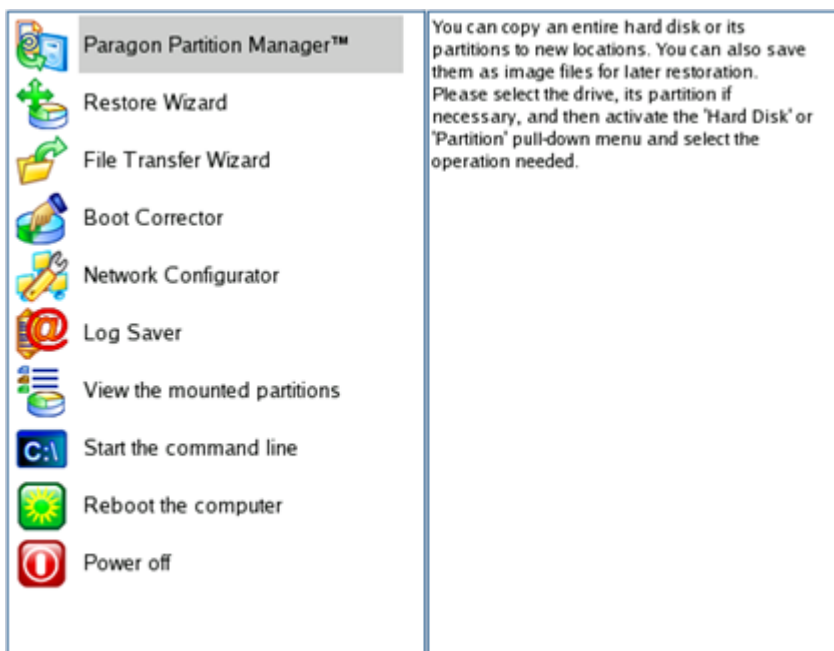 Paragon Partition Manager™
Restore Wizard
File Transfer Wizard
Boot Corrector
Network Configurator
@
Log Saver
View the mounted partitions
C:\
Start the command line
Reboot the computer
Power off
You can copy an entire hard disk or its
partitions to new locations. You can also save
them as image files for later restoration.
Please select the drive, its partition if
necessary, and then activate the 'Hard Disk' or
'Partition' pull-down menu and select the
operation needed.